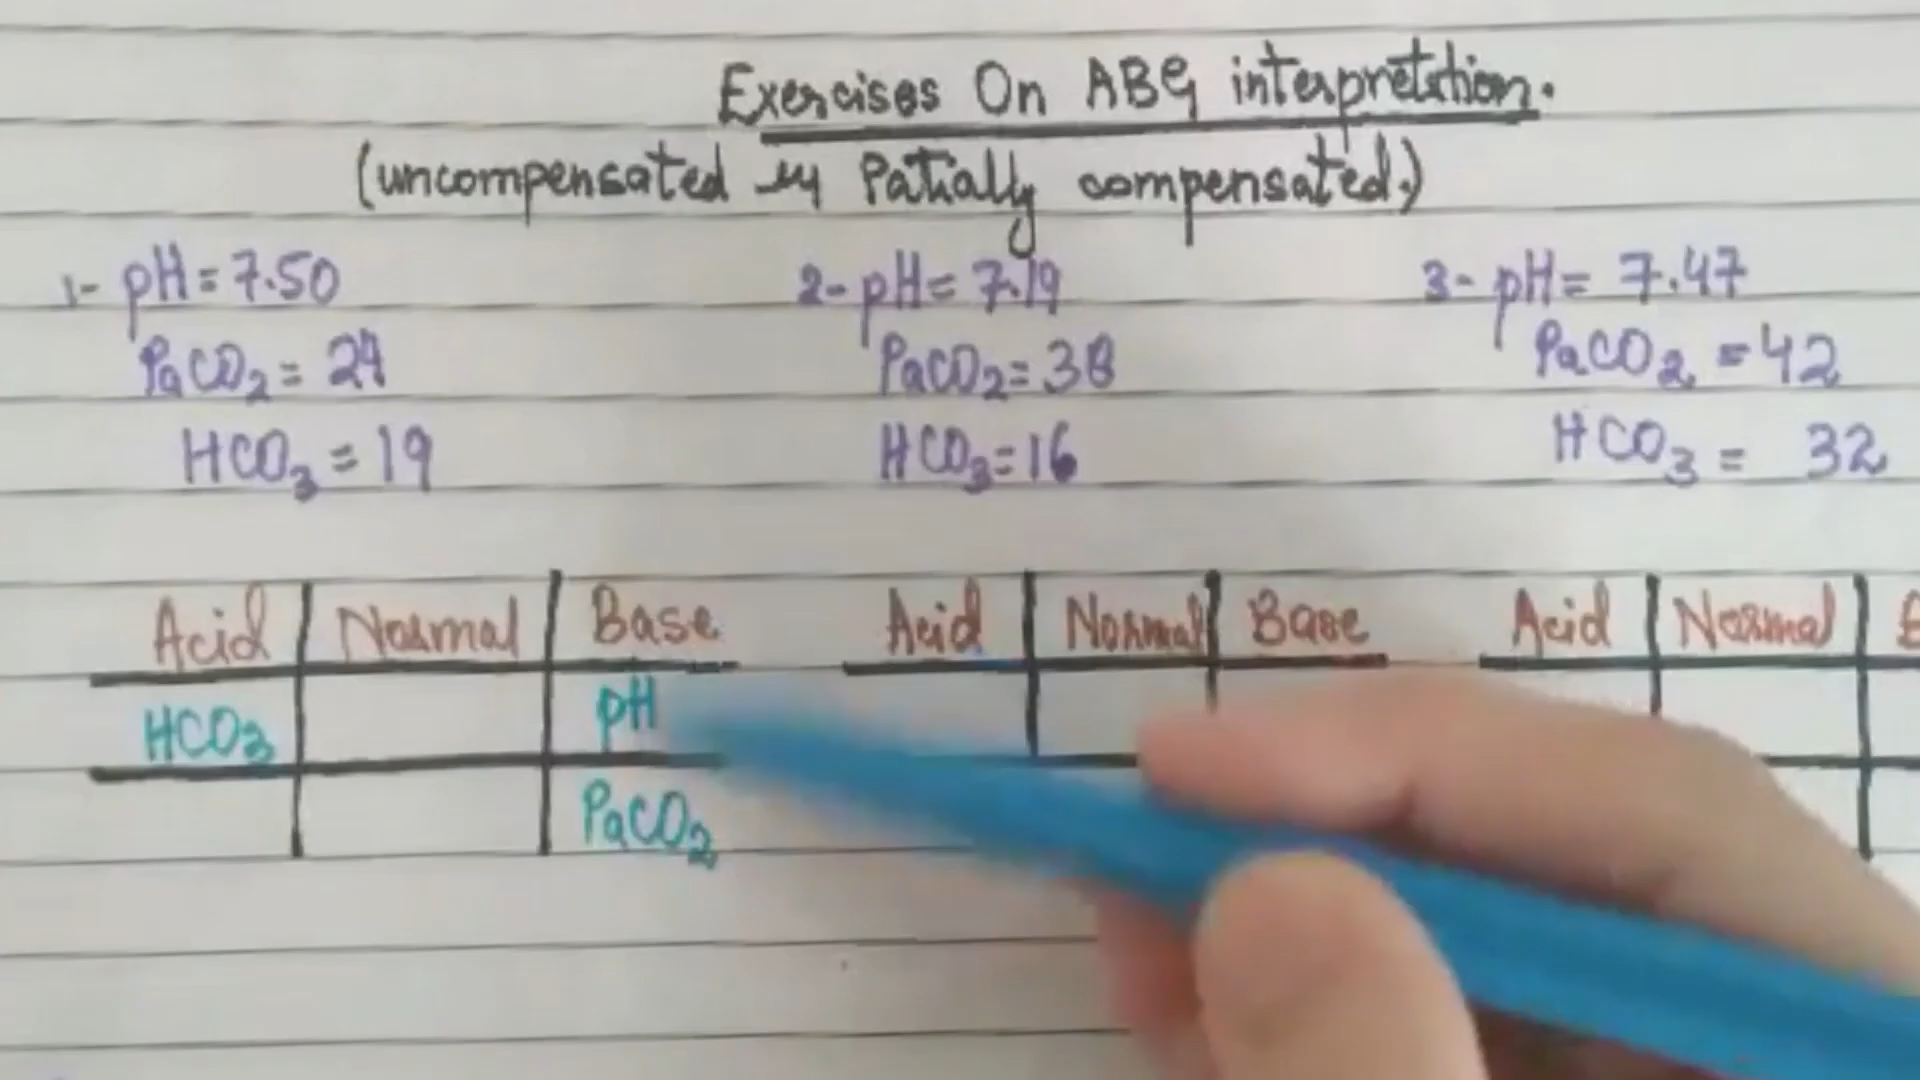 Exercises On ABG interpretation.
(uncompensated Patially compensated.)
1- pH = 7.50
PaCO2 = 24
HCO3 = 19
2- pH = 7.19
PaCO2 = 38
HCO3 = 16
3- pH = 7.47
PaCO2 = 42
HCO3 = 32
Acid Normal Base
HCO3 pH
PaCO2
Acid Normal Base
Acid Normal